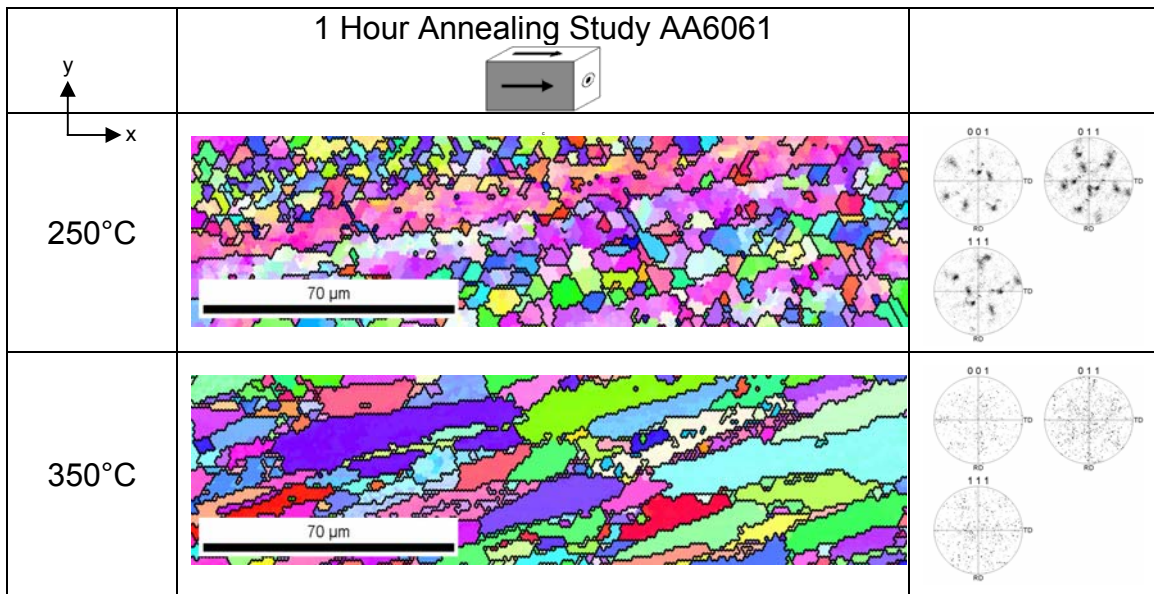 1 Hour Annealing Study AA6061
y
x
c
250°C
70 µm
0 0 1
TD
RD
0 1 1
TD
RD
1 1 1
TD
RD
350°C
70 µm
0 0 1
TD
RD
0 1 1
TD
RD
1 1 1
TD
RD